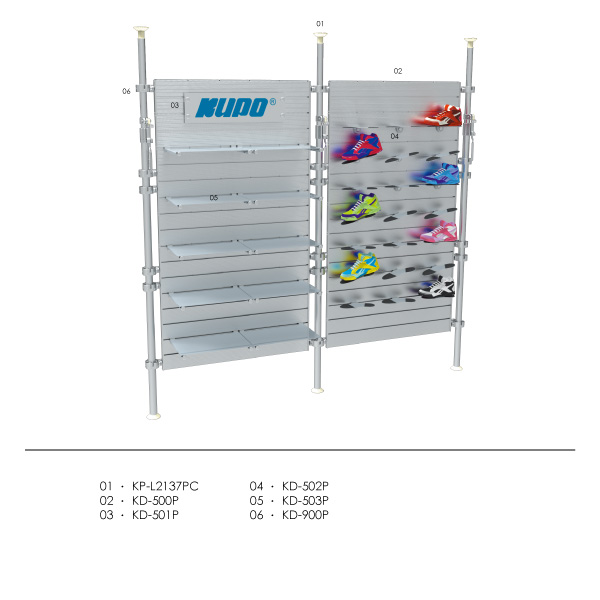 01
02
06
03
KUPO®
04
05
01 · KP-L2137PC
02 · KD-500P
03 · KD-501P
04 · KD-502P
05 · KD-503P
06 · KD-900P